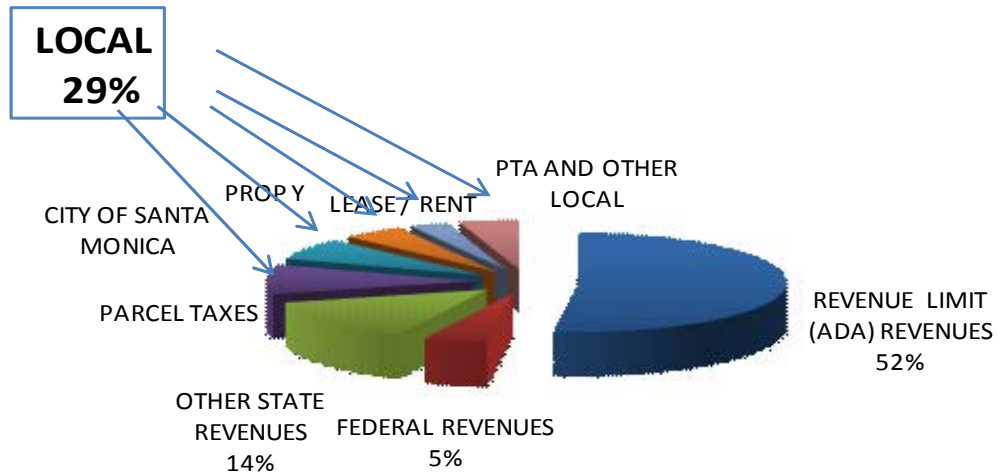 LOCAL
29%
PTA AND OTHER
LOCAL
PROP Y
LEASE / RENT
CITY OF SANTA
MONICA
PARCEL TAXES
REVENUE LIMIT
(ADA) REVENUES
52%
OTHER STATE
REVENUES
14%
FEDERAL REVENUES
5%